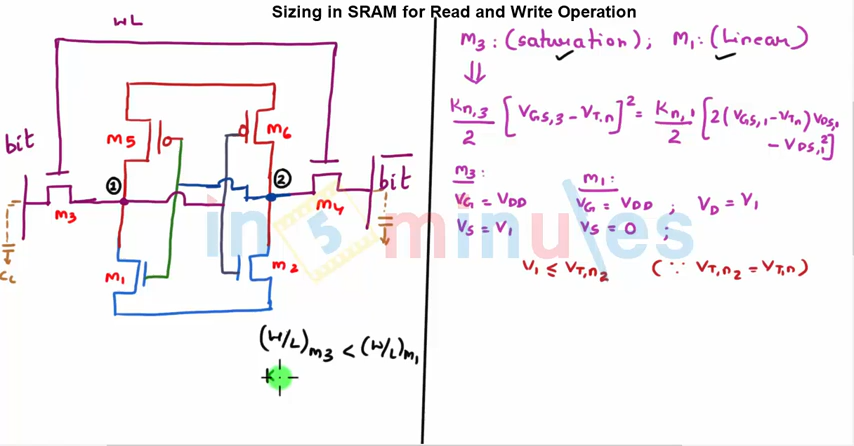 Sizing in SRAM for Read and Write Operation
WL
M5
M6
bit
bit
①
②
M3
M4
M1
M2
CL
(W/L)M3 < (W/L)M1
K
in 5 minutes
M3 : (saturation) ; M1 : (Linear)
⇓
Kn,3/2 [VGS,3 - VT,n]² = Kn,1/2 [2(VGS,1 - VTn) VDS,1
- VDS,1²]
M3 : M1 :
VG = VDD VG = VDD ; VD = V1
VS = V1 VS = 0 ;
V1 ≤ VT,n2 (∵ VT,n2 = VT,n)